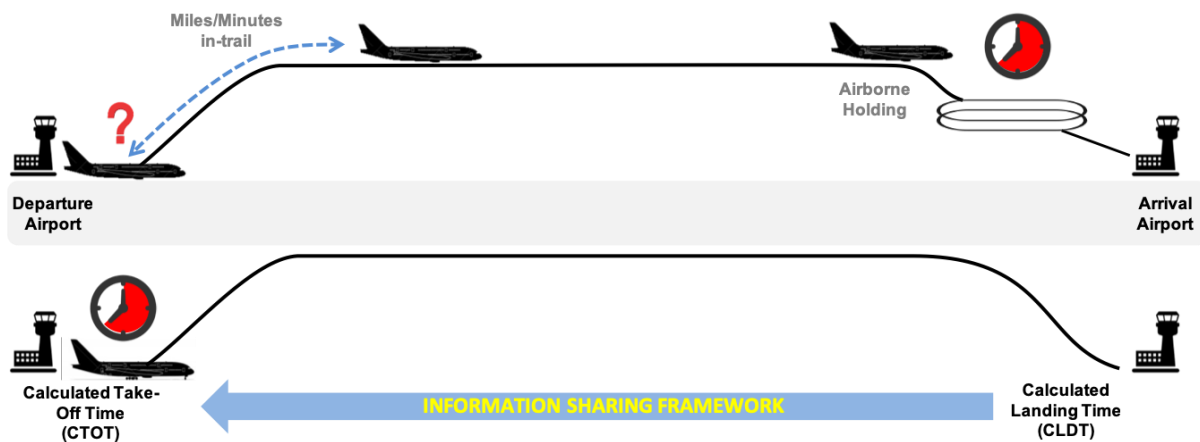 Miles/Minutes
in-trail
?
Airborne
Holding
Departure
Airport
Arrival
Airport
Calculated Take-
Off Time
(CTOT)
INFORMATION SHARING FRAMEWORK
Calculated
Landing Time
(CLDT)